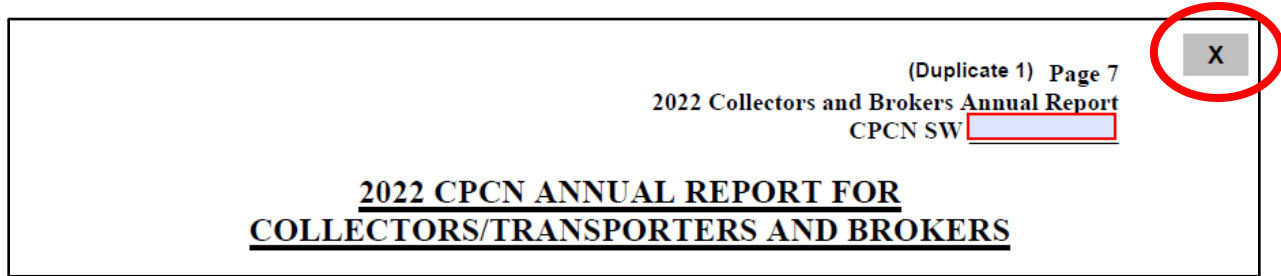 X
(Duplicate 1) Page 7
2022 Collectors and Brokers Annual Report
CPCN SW
2022 CPCN ANNUAL REPORT FOR
COLLECTORS/TRANSPORTERS AND BROKERS